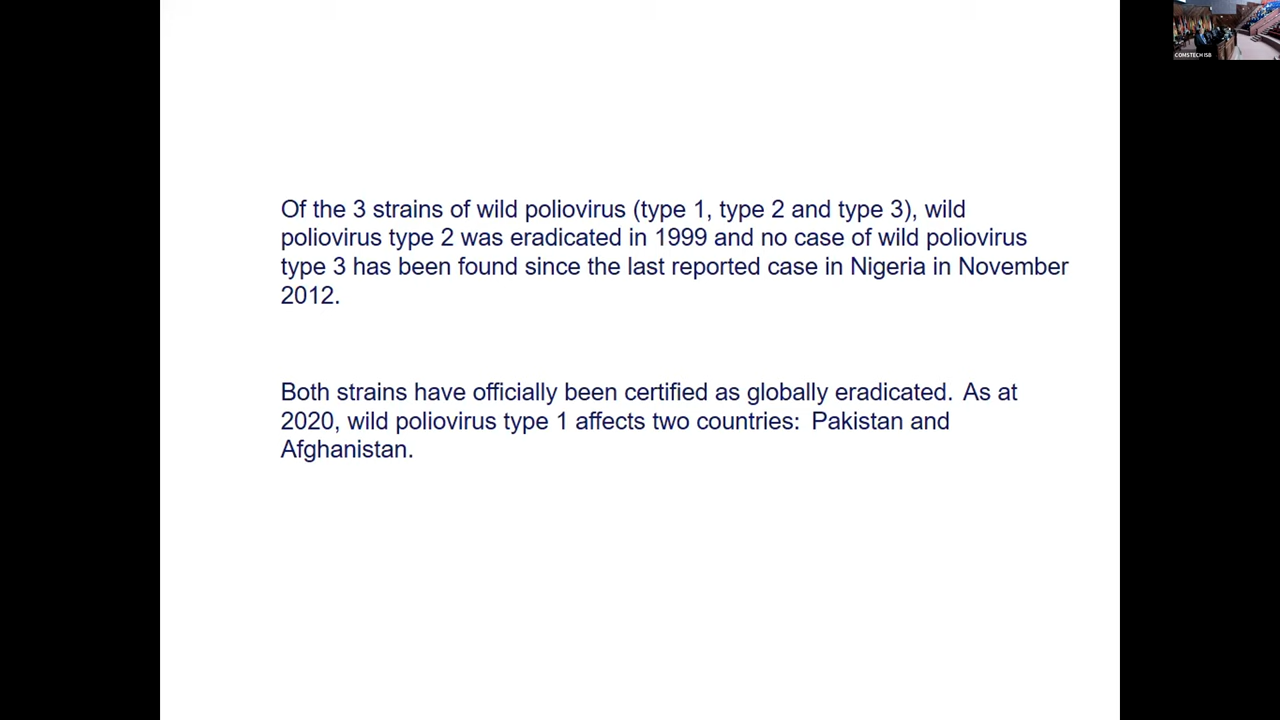 COMSTECH ISB
Of the 3 strains of wild poliovirus (type 1, type 2 and type 3), wild
poliovirus type 2 was eradicated in 1999 and no case of wild poliovirus
type 3 has been found since the last reported case in Nigeria in November
2012.
Both strains have officially been certified as globally eradicated. As at
2020, wild poliovirus type 1 affects two countries: Pakistan and
Afghanistan.